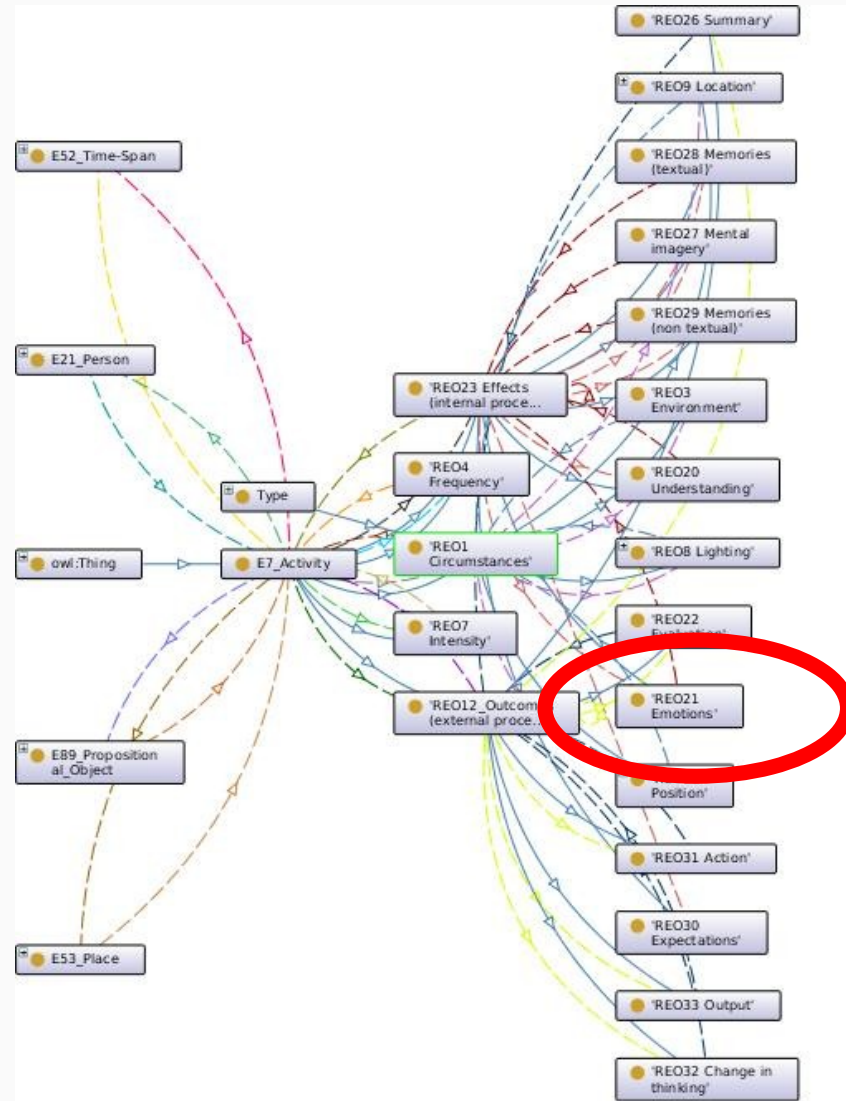 'REO26 Summary'
'REO9 Location'
E52_Time-Span
'REO28 Memories
(textual)'
'REO27 Mental
imagery'
'REO29 Memories
(non textual)'
E21_Person
'REO23 Effects
(internal proce...
'REO3
Environment'
'REO4
Frequency'
'REO20
Understanding'
Type
'REO1
Circumstances'
'REO8 Lighting'
owl:Thing
E7_Activity
'REO7
Intensity'
'REO22
Evaluation'
'REO12_Outcom
(external proce...
'REO21
Emotions'
E89_Proposition
al_Object
Position'
'REO31 Action'
'REO30
Expectations'
E53_Place
'REO33 Output'
'REO32 Change in
thinking'